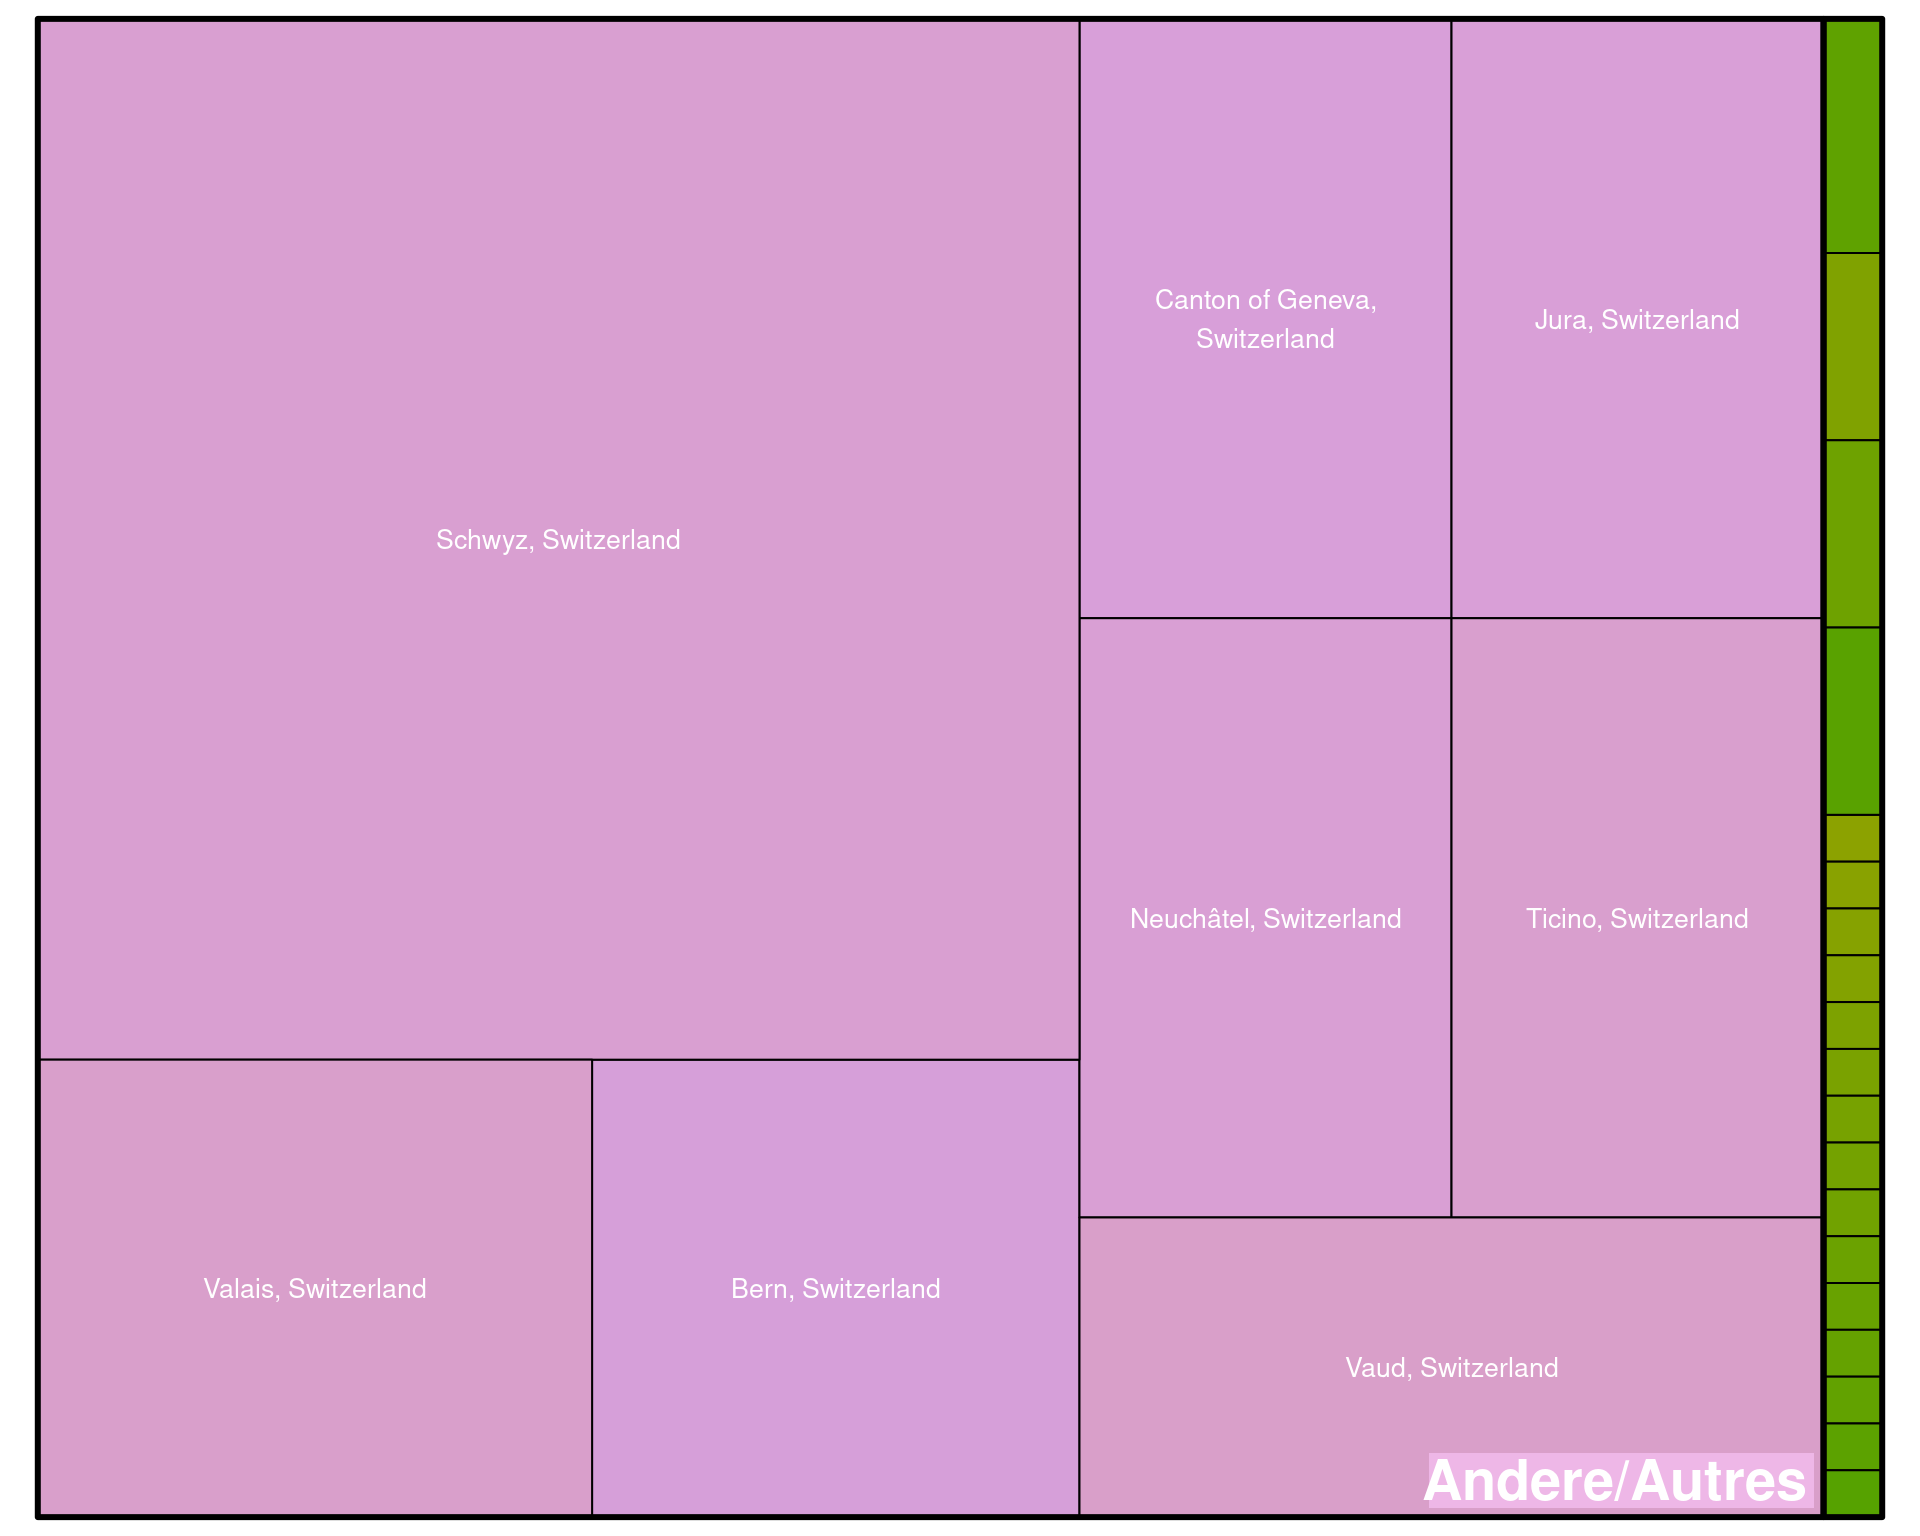 Schwyz, Switzerland
Canton of Geneva,
Switzerland
Jura, Switzerland
Neuchâtel, Switzerland
Ticino, Switzerland
Valais, Switzerland
Bern, Switzerland
Vaud, Switzerland
Andere/Autres